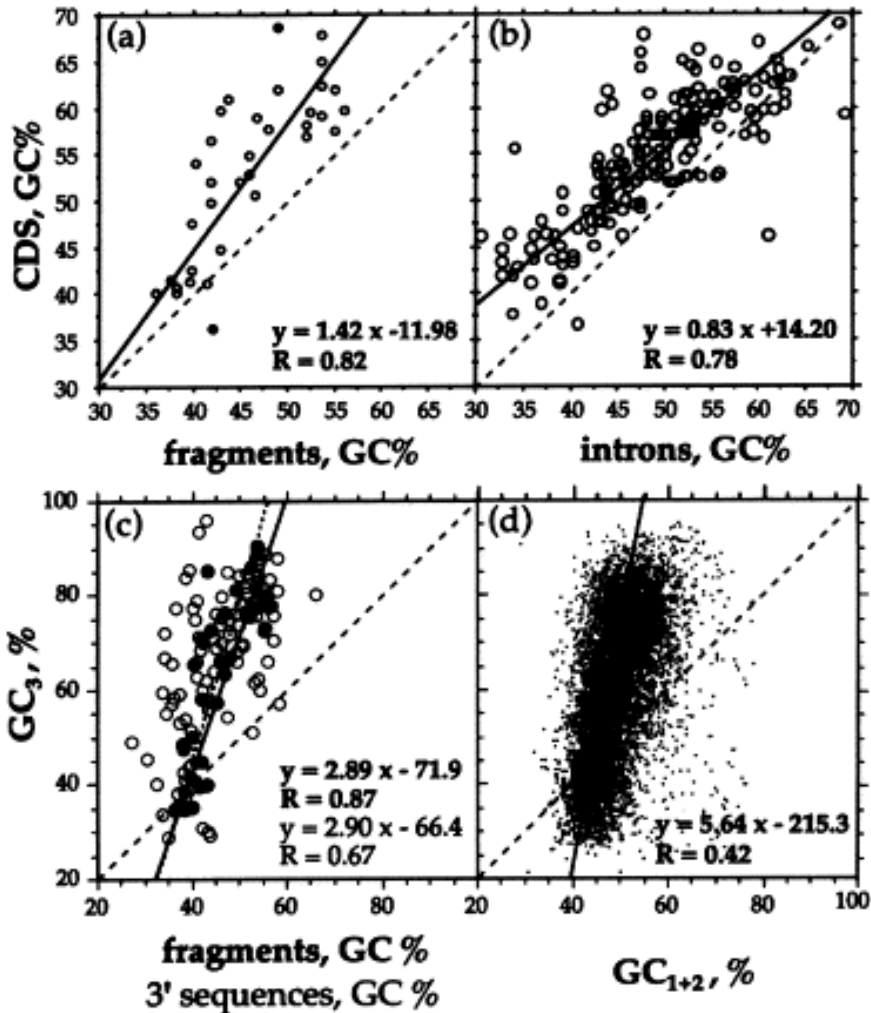 70
65
60
55
50
45
40
35
30
CDS, GC%
(a)
y = 1.42 x -11.98
R = 0.82
30 35 40 45 50 55 60 65
fragments, GC%
(b)
y = 0.83 x +14.20
R = 0.78
30 35 40 45 50 55 60 65 70
introns, GC%
100
80
60
40
20
GC3, %
(c)
y = 2.89 x - 71.9
R = 0.87
y = 2.90 x - 66.4
R = 0.67
20 40 60 80
fragments, GC %
3' sequences, GC %
(d)
y = 5,64 x - 215.3
R = 0.42
20 40 60 80 100
GC1+2, %